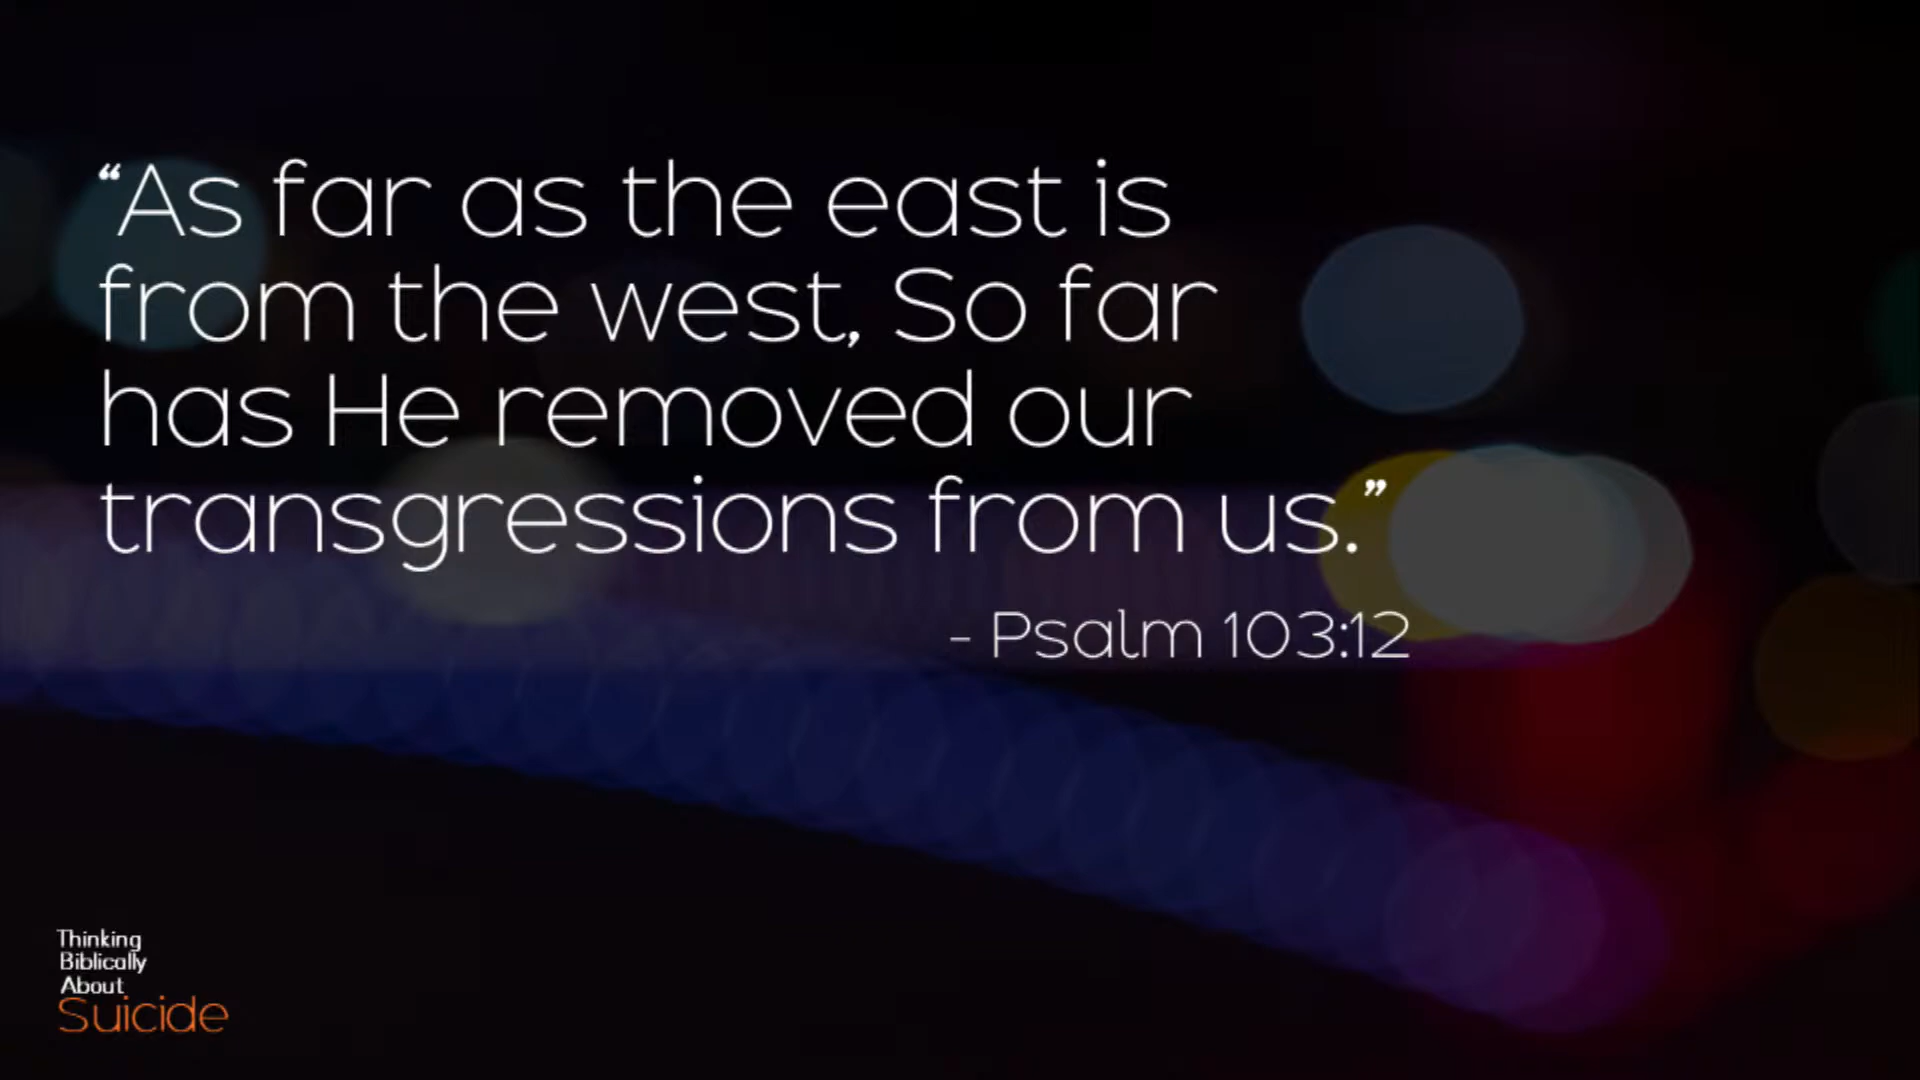 “As far as the east is
from the west, So far
has He removed our
transgressions from us.”
- Psalm 103:12
Thinking
Biblically
About
Suicide